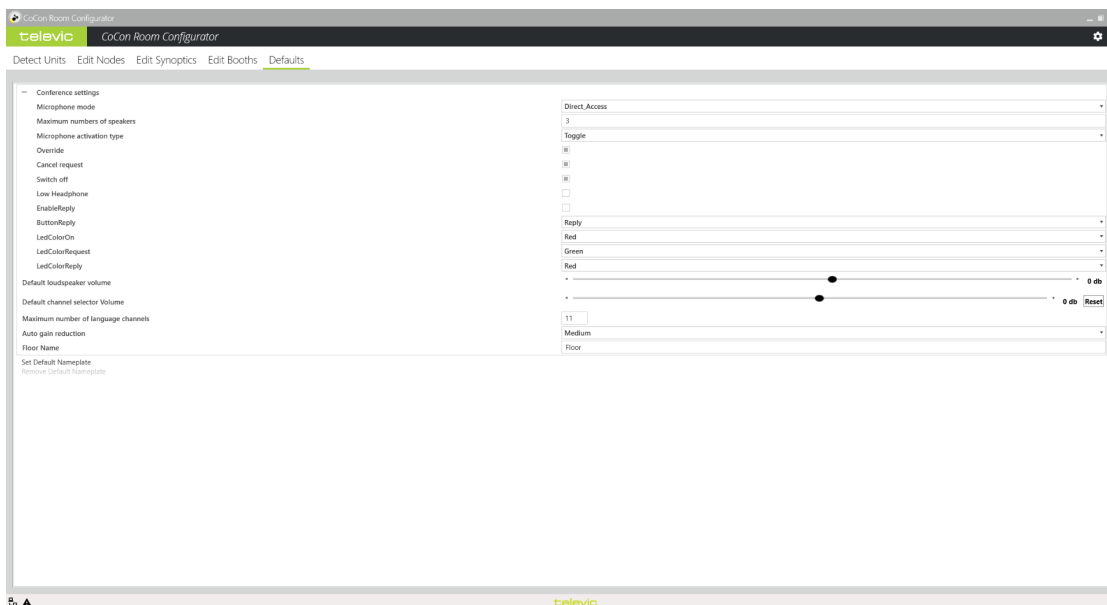 CoCon Room Configurator
televic CoCon Room Configurator
Detect Units Edit Nodes Edit Synoptics Edit Booths Defaults
Conference settings
Microphone mode Direct_Access
Maximum numbers of speakers 3
Microphone activation type Toggle
Override
Cancel request
Switch off
Low Headphone
EnableReply
ButtonReply Reply
LedColorOn Red
LedColorRequest Green
LedColorReply Red
Default loudspeaker volume - + 0 db
Default channel selector Volume - + 0 db Reset
Maximum number of language channels 11
Auto gain reduction Medium
Floor Name Floor
Set Default Nameplate
Remove Default Nameplate
televic